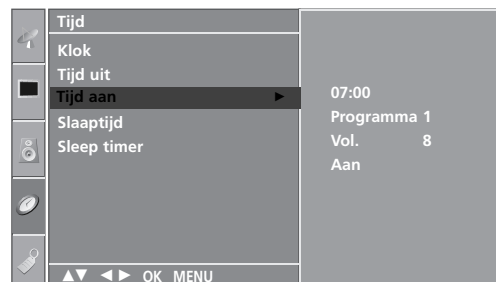 Tijd
Klok
Tijd uit
Tijd aan ►
Slaaptijd
Sleep timer
07:00
Programma 1
Vol. 8
Aan
▲▼ ◄► OK MENU